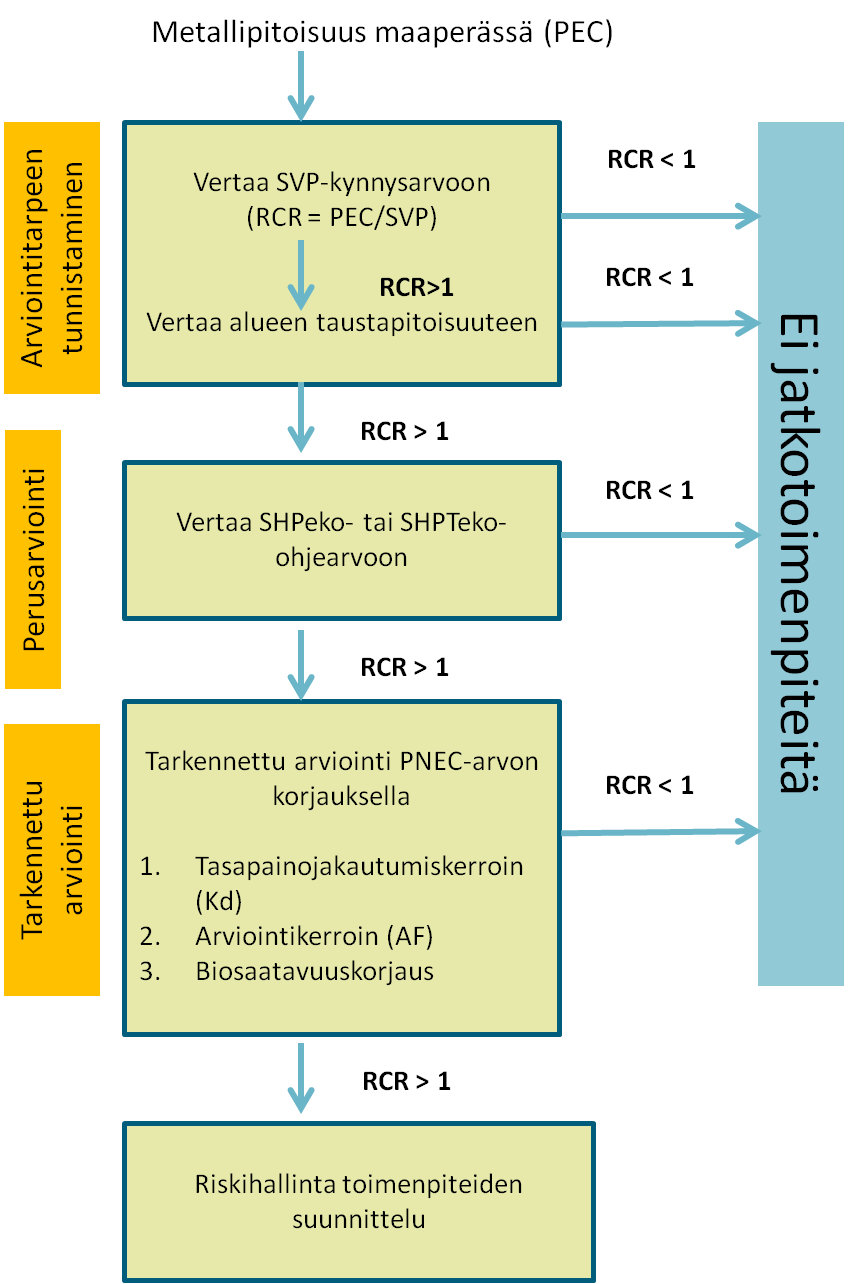 Metallipitoisuus maaperässä (PEC)
Arviointitarpeen
tunnistaminen
Vertaa SVP-kynnysarvoon
(RCR = PEC/SVP)
RCR < 1
RCR>1
RCR < 1
Vertaa alueen taustapitoisuuteen
Ei jatkotoimenpiteitä
RCR > 1
Perusarviointi
Vertaa SHPeko- tai SHPTeko-
ohjearvoon
RCR < 1
RCR > 1
Tarkennettu
arviointi
Tarkennettu arviointi PNEC-arvon
korjauksella
RCR < 1
1. Tasapainojakautumiskerroin
(Kd)
2. Arviointikerroin (AF)
3. Biosaatavuuskorjaus
RCR > 1
Riskihallinta toimenpiteiden
suunnittelu